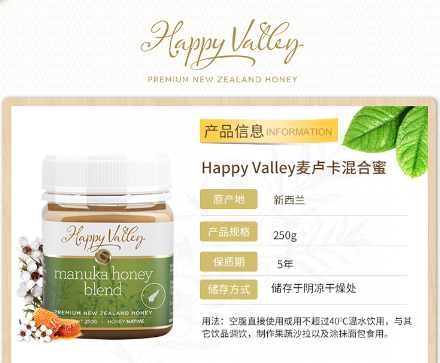 Happy Valley
PREMIUM NEW ZEALAND HONEY
产品信息 INFORMATION
Happy Valley麦卢卡混合蜜
原产地 新西兰
产品规格 250g
保质期 5年
储存方式 储存于阴凉干燥处
用法：空腹直接使用或用不超过40℃温水饮用，与其
它饮品调饮，制作果蔬沙拉以及涂抹面包食用。
Happy Valley
manuka honey
blend
PREMIUM NEW ZEALAND HONEY
250G HONEY NATIVE